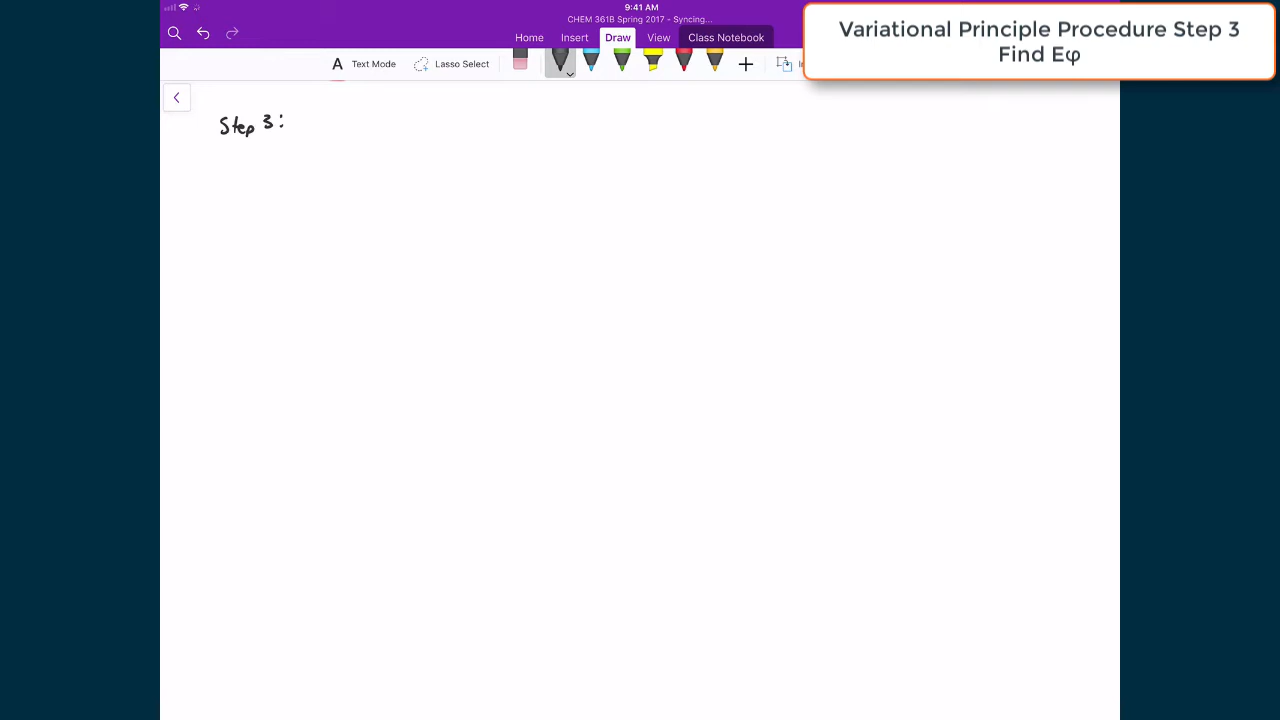 9:41 AM
CHEM 361B Spring 2017 - Syncing...
Home Insert Draw View Class Notebook
A Text Mode Lasso Select
Variational Principle Procedure Step 3
Find Eφ
Step 3: